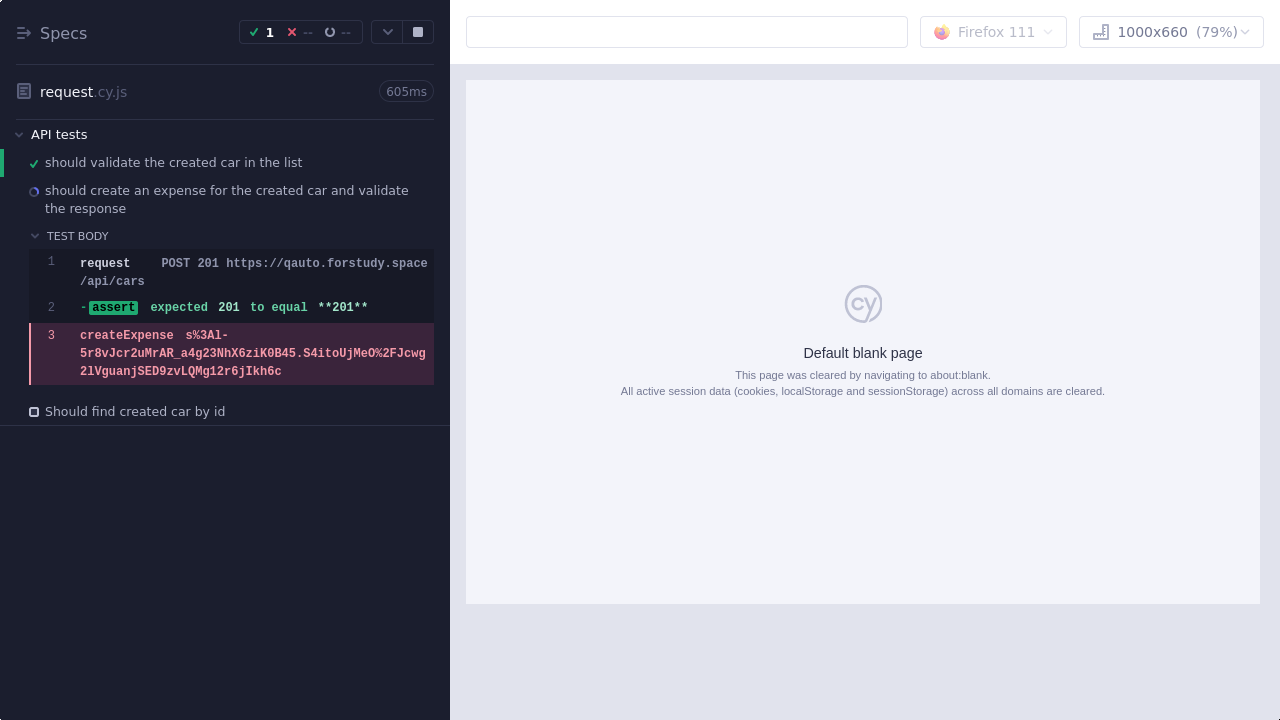 Specs
1
--
--
request.cy.js
605ms
API tests
should validate the created car in the list
should create an expense for the created car and validate
the response
TEST BODY
1 request POST 201 https://qauto.forstudy.space
/api/cars
2 -assert expected 201 to equal **201**
3 createExpense s%3Al-
5r8vJcr2uMrAR_a4g23NhX6ziK0B45.S4itoUjMeO%2FJcwg
2lVguanjSED9zvLQMg12r6jIkh6c
Should find created car by id
Firefox 111
1000x660 (79%)
cy
Default blank page
This page was cleared by navigating to about:blank.
All active session data (cookies, localStorage and sessionStorage) across all domains are cleared.